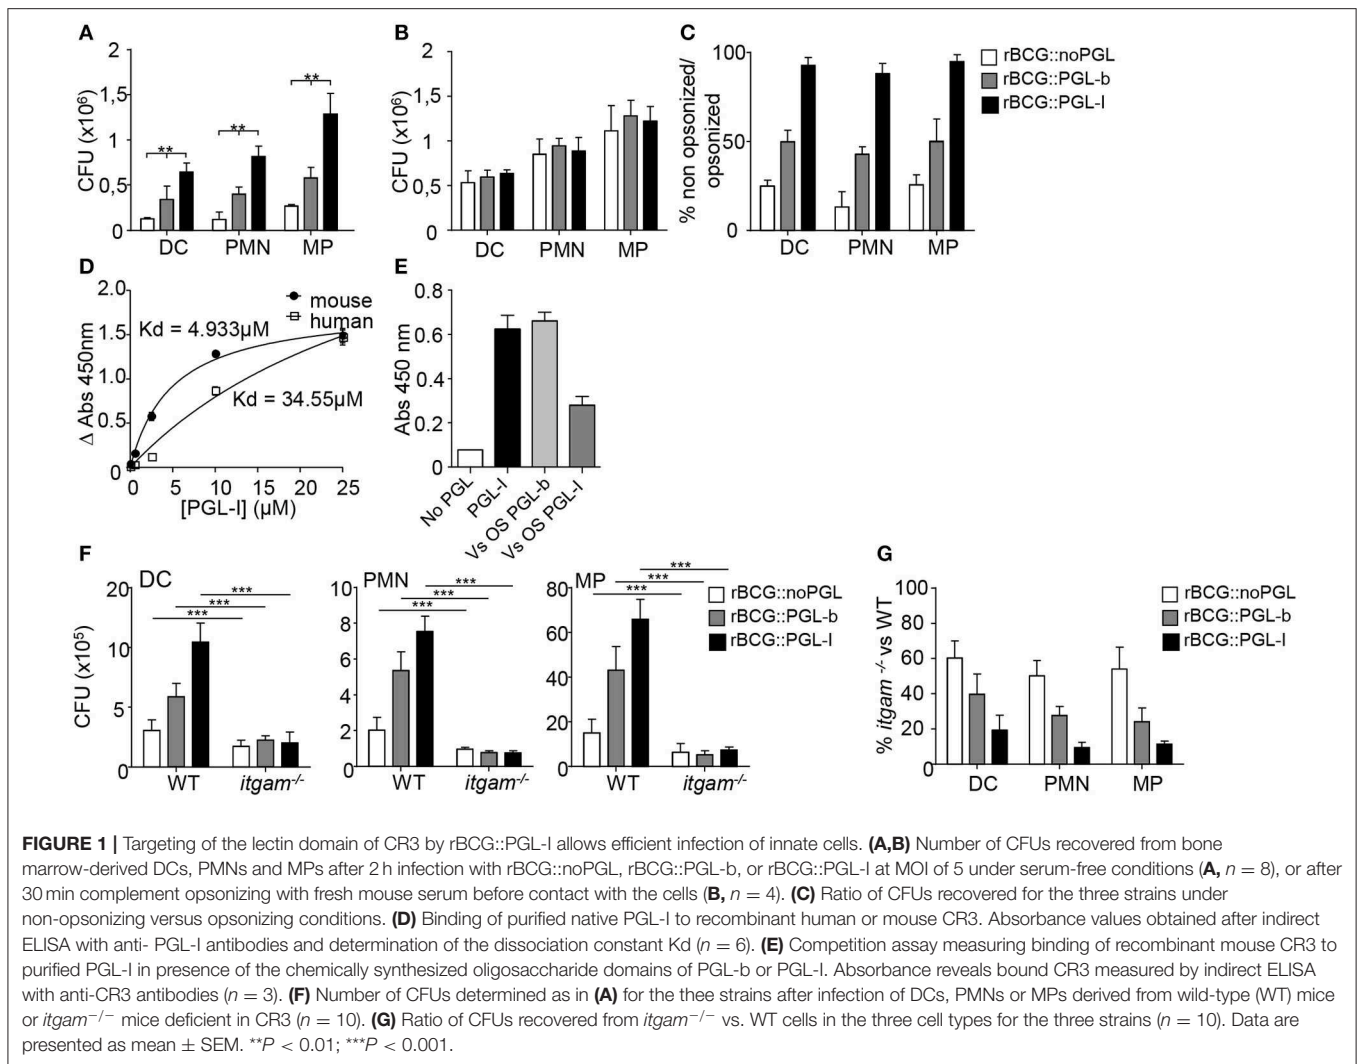 A
CFU (x10⁶)
2
1,5
1
0,5
0
**
**
**
DC PMN MP
B
CFU (x10⁶)
2
1,5
1
0,5
0
DC PMN MP
C
% non opsonized/
opsonized
100
50
0
DC PMN MP
rBCG::noPGL
rBCG::PGL-b
rBCG::PGL-I
D
Δ Abs 450nm
2.0
1.5
1.0
0.5
0
mouse
human
Kd = 4.933µM
Kd = 34.55µM
0 5 10 15 20 25
[PGL-I] (µM)
E
Abs 450 nm
0.8
0.6
0.4
0.2
0
No PGL
PGL-I
Vs OS PGL-b
Vs OS PGL-I
F
CFU (x10⁵)
DC
20
10
5
0
***
***
***
WT itgam-/-
PMN
10
8
6
4
2
0
***
***
***
WT itgam-/-
MP
80
60
40
20
0
***
***
***
WT itgam-/-
rBCG::noPGL
rBCG::PGL-b
rBCG::PGL-I
G
% itgam -/- vs WT
100
80
60
40
20
0
DC PMN MP
rBCG::noPGL
rBCG::PGL-b
rBCG::PGL-I
FIGURE 1 | Targeting of the lectin domain of CR3 by rBCG::PGL-I allows efficient infection of innate cells. (A,B) Number of CFUs recovered from bone
marrow-derived DCs, PMNs and MPs after 2 h infection with rBCG::noPGL, rBCG::PGL-b, or rBCG::PGL-I at MOI of 5 under serum-free conditions (A, n = 8), or after
30 min complement opsonizing with fresh mouse serum before contact with the cells (B, n = 4). (C) Ratio of CFUs recovered for the three strains under
non-opsonizing versus opsonizing conditions. (D) Binding of purified native PGL-I to recombinant human or mouse CR3. Absorbance values obtained after indirect
ELISA with anti- PGL-I antibodies and determination of the dissociation constant Kd (n = 6). (E) Competition assay measuring binding of recombinant mouse CR3 to
purified PGL-I in presence of the chemically synthesized oligosaccharide domains of PGL-b or PGL-I. Absorbance reveals bound CR3 measured by indirect ELISA
with anti-CR3 antibodies (n = 3). (F) Number of CFUs determined as in (A) for the thee strains after infection of DCs, PMNs or MPs derived from wild-type (WT) mice
or itgam−/− mice deficient in CR3 (n = 10). (G) Ratio of CFUs recovered from itgam−/− vs. WT cells in the three cell types for the three strains (n = 10). Data are
presented as mean ± SEM. **P < 0.01; ***P < 0.001.